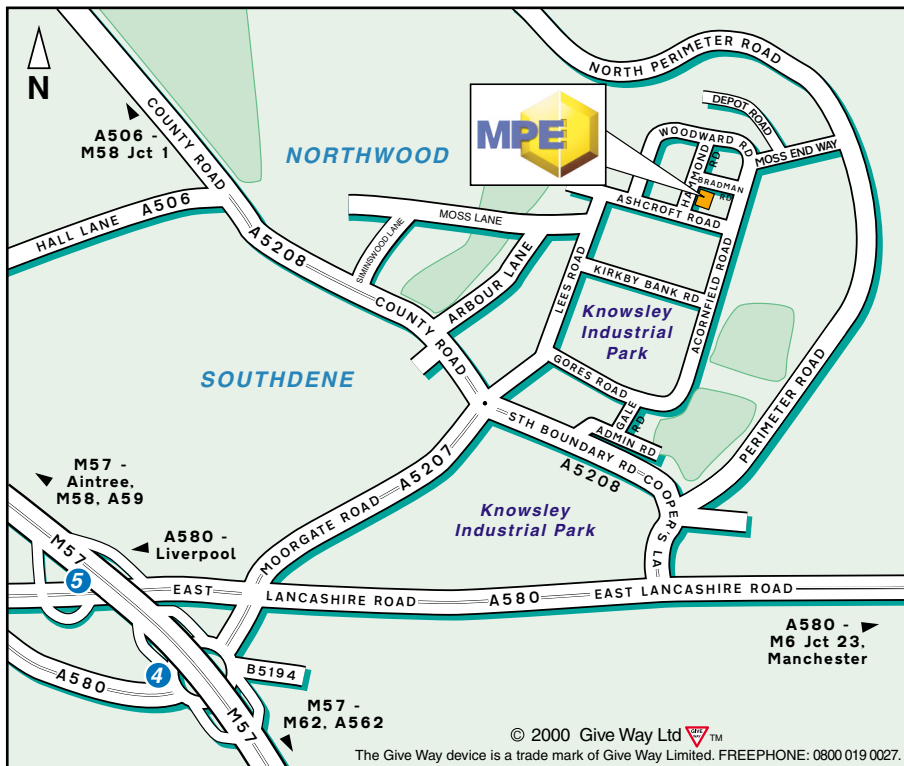 N
A506 -
M58 Jct 1
COUNTY ROAD
NORTH PERIMETER ROAD
DEPOT ROAD
WOODWARD RD
MOSS END WAY
MPE
NORTHWOOD
HAMMOND RD
BRADMAN RD
ASHCROFT ROAD
HALL LANE A506
A5208
SIMINSWOOD LANE
MOSS LANE
ARBOUR LANE
LEES ROAD
KIRKBY BANK RD
ACORNFIELD ROAD
COUNTY ROAD
Knowsley
Industrial
Park
SOUTHDENE
GORES ROAD
GALE RD
ADMIN RD
STH BOUNDARY RD
A5208
COOPER'S LA
PERIMETER ROAD
M57 -
Aintree,
M58, A59
MOORGATE ROAD A5207
Knowsley
Industrial Park
A580 -
Liverpool
M57
5
EAST LANCASHIRE ROAD A580 EAST LANCASHIRE ROAD
A580 -
M6 Jct 23,
Manchester
4
B5194
A580
M57
M57 -
M62, A562
© 2000 Give Way Ltd GIVE WAY TM
The Give Way device is a trade mark of Give Way Limited. FREEPHONE: 0800 019 0027.